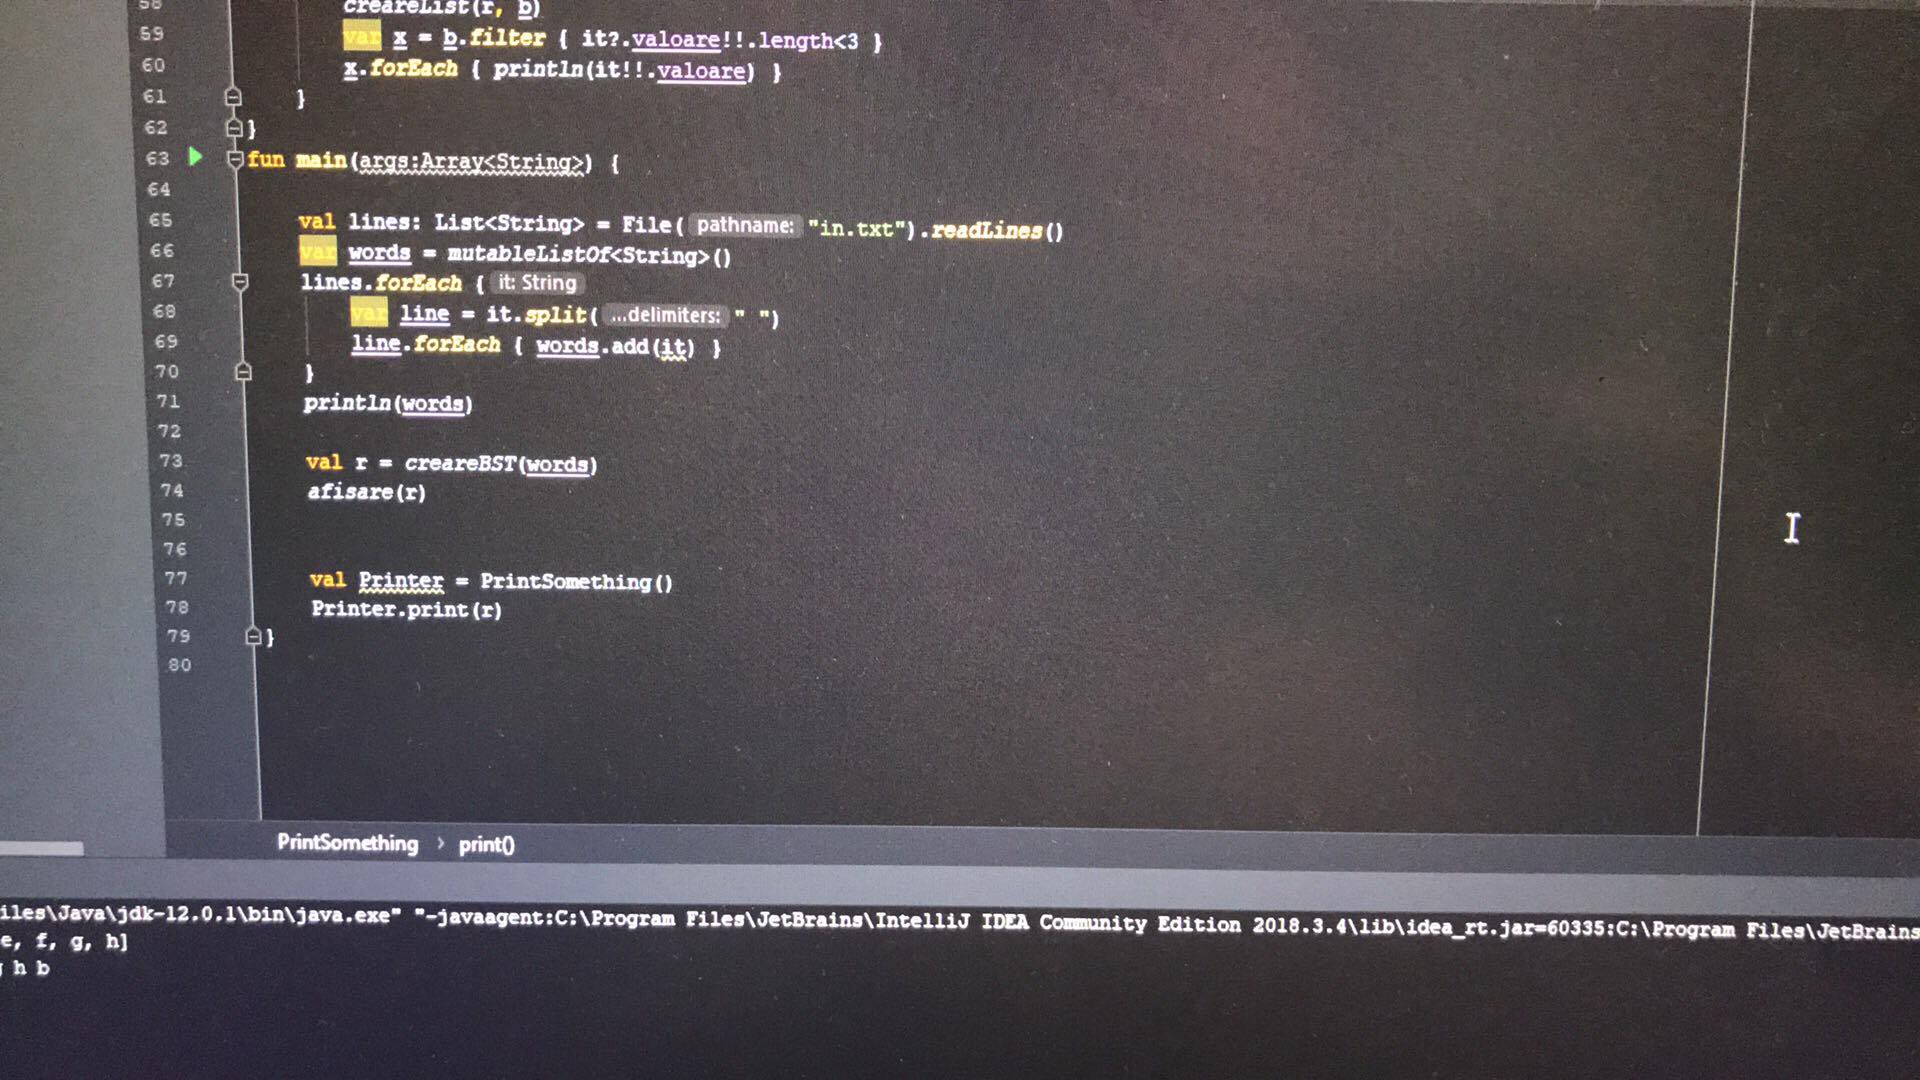 58 creareList(r, b)
59 var x = b.filter { it?.valoare!!.length<3 }
60 x.forEach { println(it!!.valoare) }
61 }
62 }
63 fun main(args:Array<String>) {
64
65 val lines: List<String> = File( pathname: "in.txt").readLines()
66 var words = mutableListOf<String>()
67 lines.forEach { it: String
68 var line = it.split( ...delimiters: " ")
69 line.forEach { words.add(it) }
70 }
71 println(words)
72
73 val r = creareBST(words)
74 afisare(r)
75
76
77 val Printer = PrintSomething()
78 Printer.print(r)
79 }
80
PrintSomething › print()
iles\Java\jdk-12.0.1\bin\java.exe" "-javaagent:C:\Program Files\JetBrains\IntelliJ IDEA Community Edition 2018.3.4\lib\idea_rt.jar=60335:C:\Program Files\JetBrains
e, f, g, h]
h b